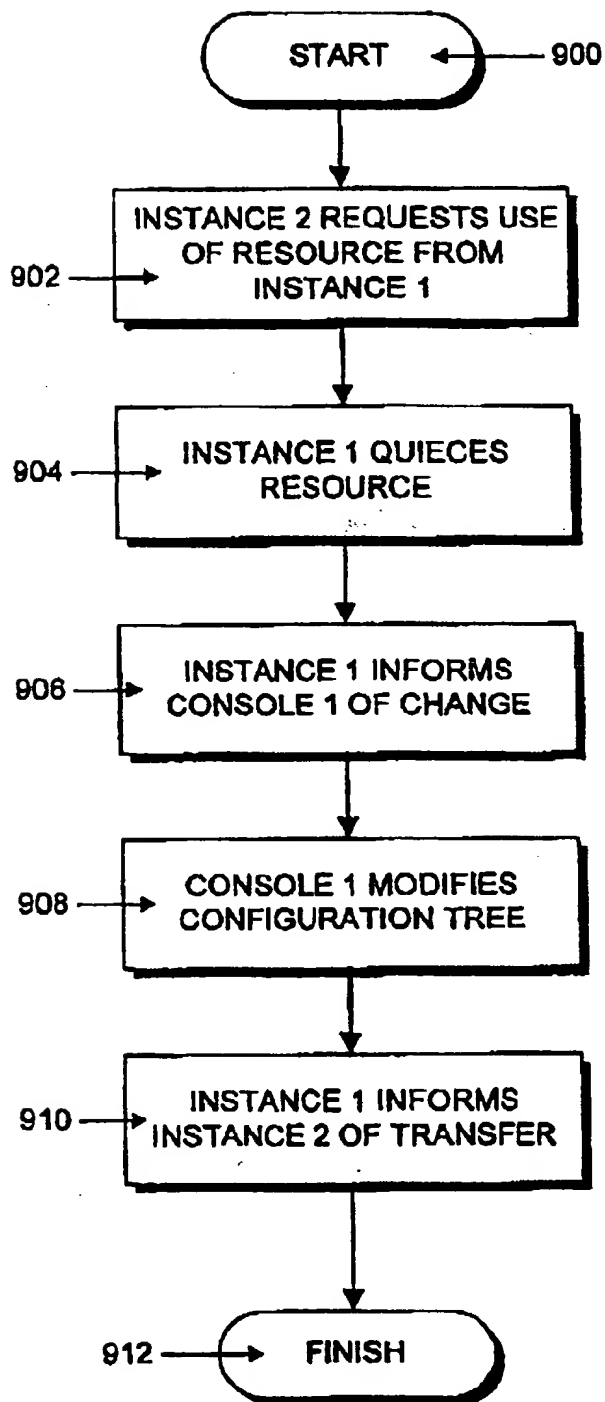 START
900
INSTANCE 2 REQUESTS USE
OF RESOURCE FROM
INSTANCE 1
902
INSTANCE 1 QUIECES
RESOURCE
904
INSTANCE 1 INFORMS
CONSOLE 1 OF CHANGE
906
CONSOLE 1 MODIFIES
CONFIGURATION TREE
908
INSTANCE 1 INFORMS
INSTANCE 2 OF TRANSFER
910
FINISH
912